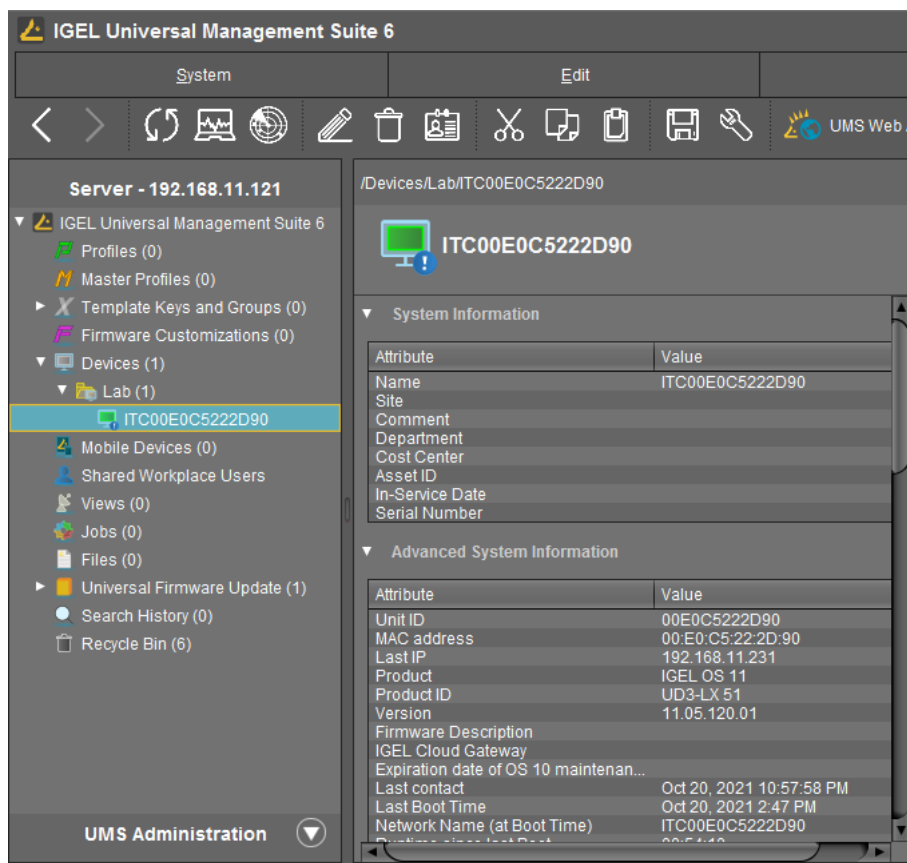 IGEL Universal Management Suite 6
System Edit
UMS Web
Server - 192.168.11.121
IGEL Universal Management Suite 6
Profiles (0)
Master Profiles (0)
Template Keys and Groups (0)
Firmware Customizations (0)
Devices (1)
Lab (1)
ITC00E0C5222D90
Mobile Devices (0)
Shared Workplace Users
Views (0)
Jobs (0)
Files (0)
Universal Firmware Update (1)
Search History (0)
Recycle Bin (6)
UMS Administration
/Devices/Lab/ITC00E0C5222D90
ITC00E0C5222D90
System Information
Attribute Value
Name ITC00E0C5222D90
Site
Comment
Department
Cost Center
Asset ID
In-Service Date
Serial Number
Advanced System Information
Attribute Value
Unit ID 00E0C5222D90
MAC address 00:E0:C5:22:2D:90
Last IP 192.168.11.231
Product IGEL OS 11
Product ID UD3-LX 51
Version 11.05.120.01
Firmware Description
IGEL Cloud Gateway
Expiration date of OS 10 maintenan...
Last contact Oct 20, 2021 10:57:58 PM
Last Boot Time Oct 20, 2021 2:47 PM
Network Name (at Boot Time) ITC00E0C5222D90